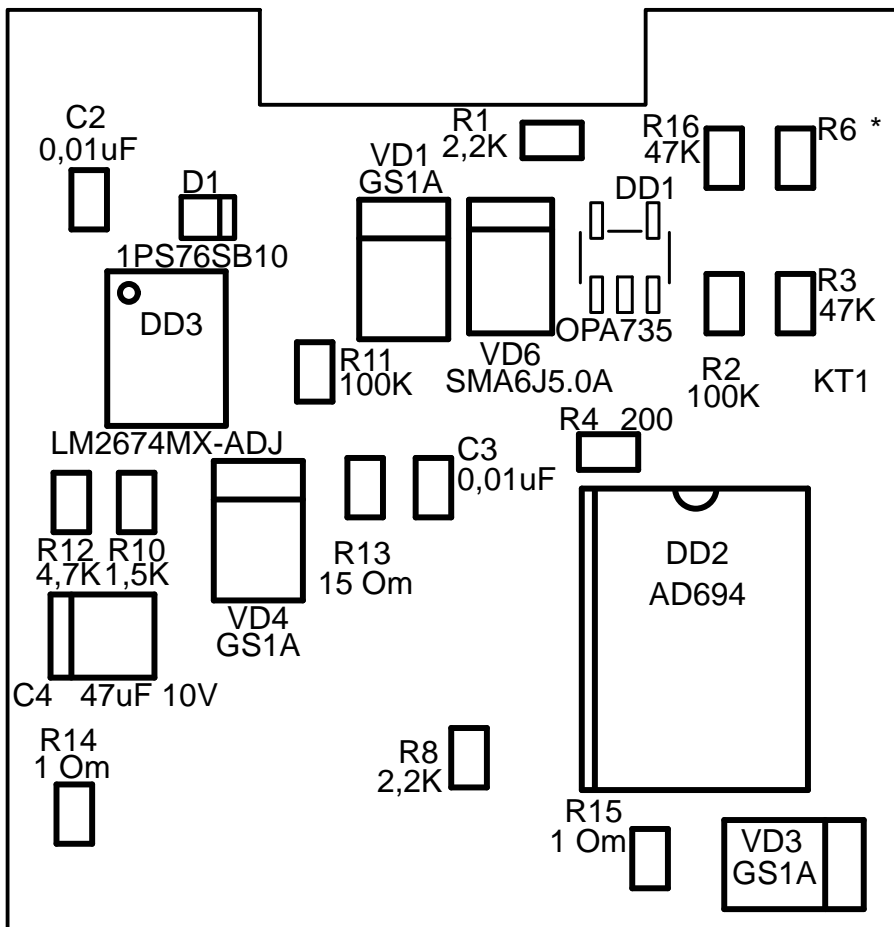 C2
0,01uF
D1
1PS76SB10
VD1
GS1A
R1
2,2K
R16
47K
R6 *
DD1
OPA735
DD3
LM2674MX-ADJ
R11
100K
VD6
SMA6J5.0A
R2
100K
R3
47K
KT1
R4 200
C3
0,01uF
R12
4,7K
R10
1,5K
R13
15 Om
VD4
GS1A
DD2
AD694
C4 47uF 10V
R14
1 Om
R8
2,2K
R15
1 Om
VD3
GS1A